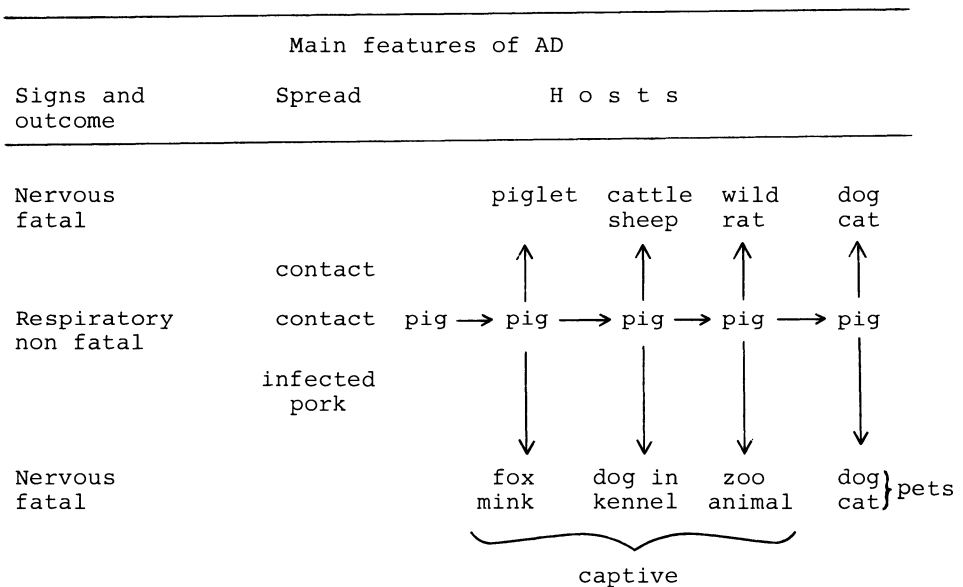 Main features of AD
Signs and Spread H o s t s
outcome
Nervous piglet cattle wild dog
fatal sheep rat cat
contact
Respiratory contact pig pig pig pig pig
non fatal
infected
pork
Nervous fox dog in zoo dog
fatal mink kennel animal cat pets
captive